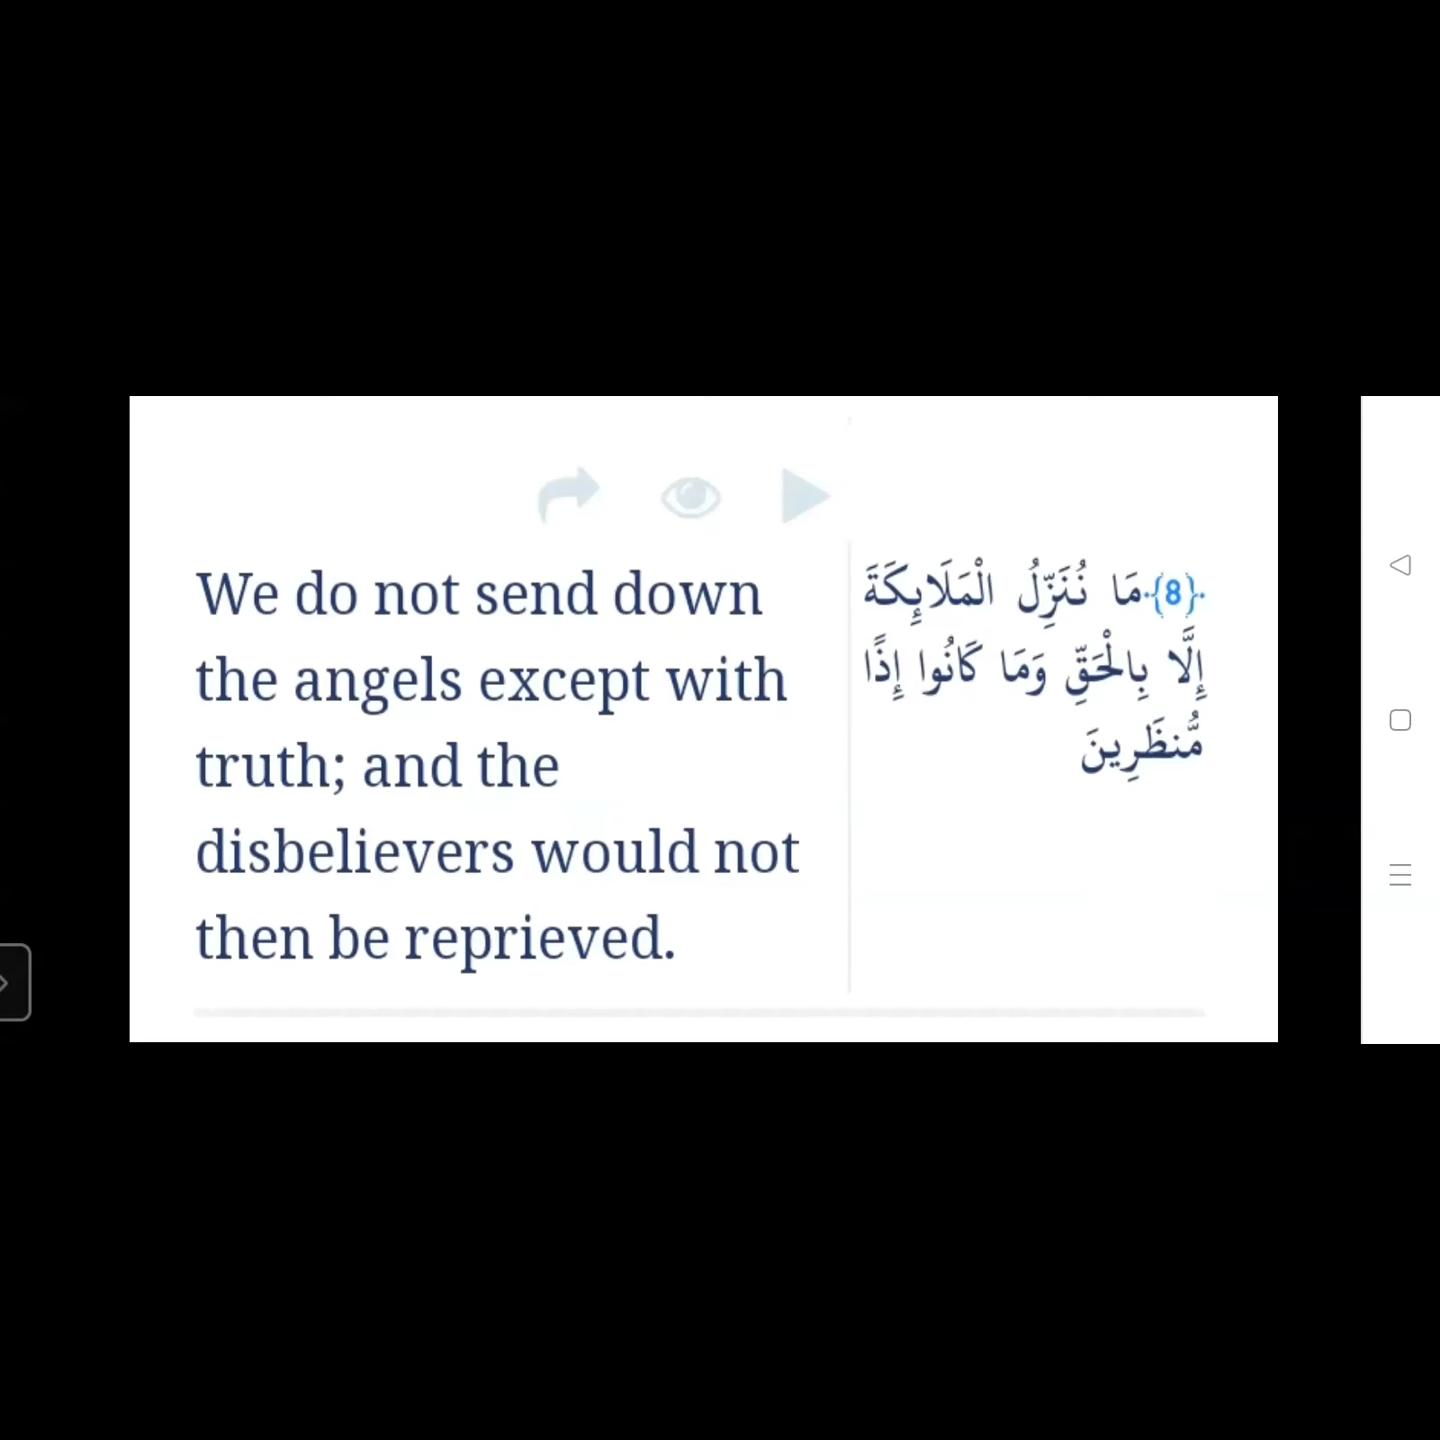 We do not send down
the angels except with
truth; and the
disbelievers would not
then be reprieved.
{8} مَا نُنَزِّلُ الْمَلَائِكَةَ
إِلَّا بِالْحَقِّ وَمَا كَانُوا إِذًا
مُّنظَرِينَ